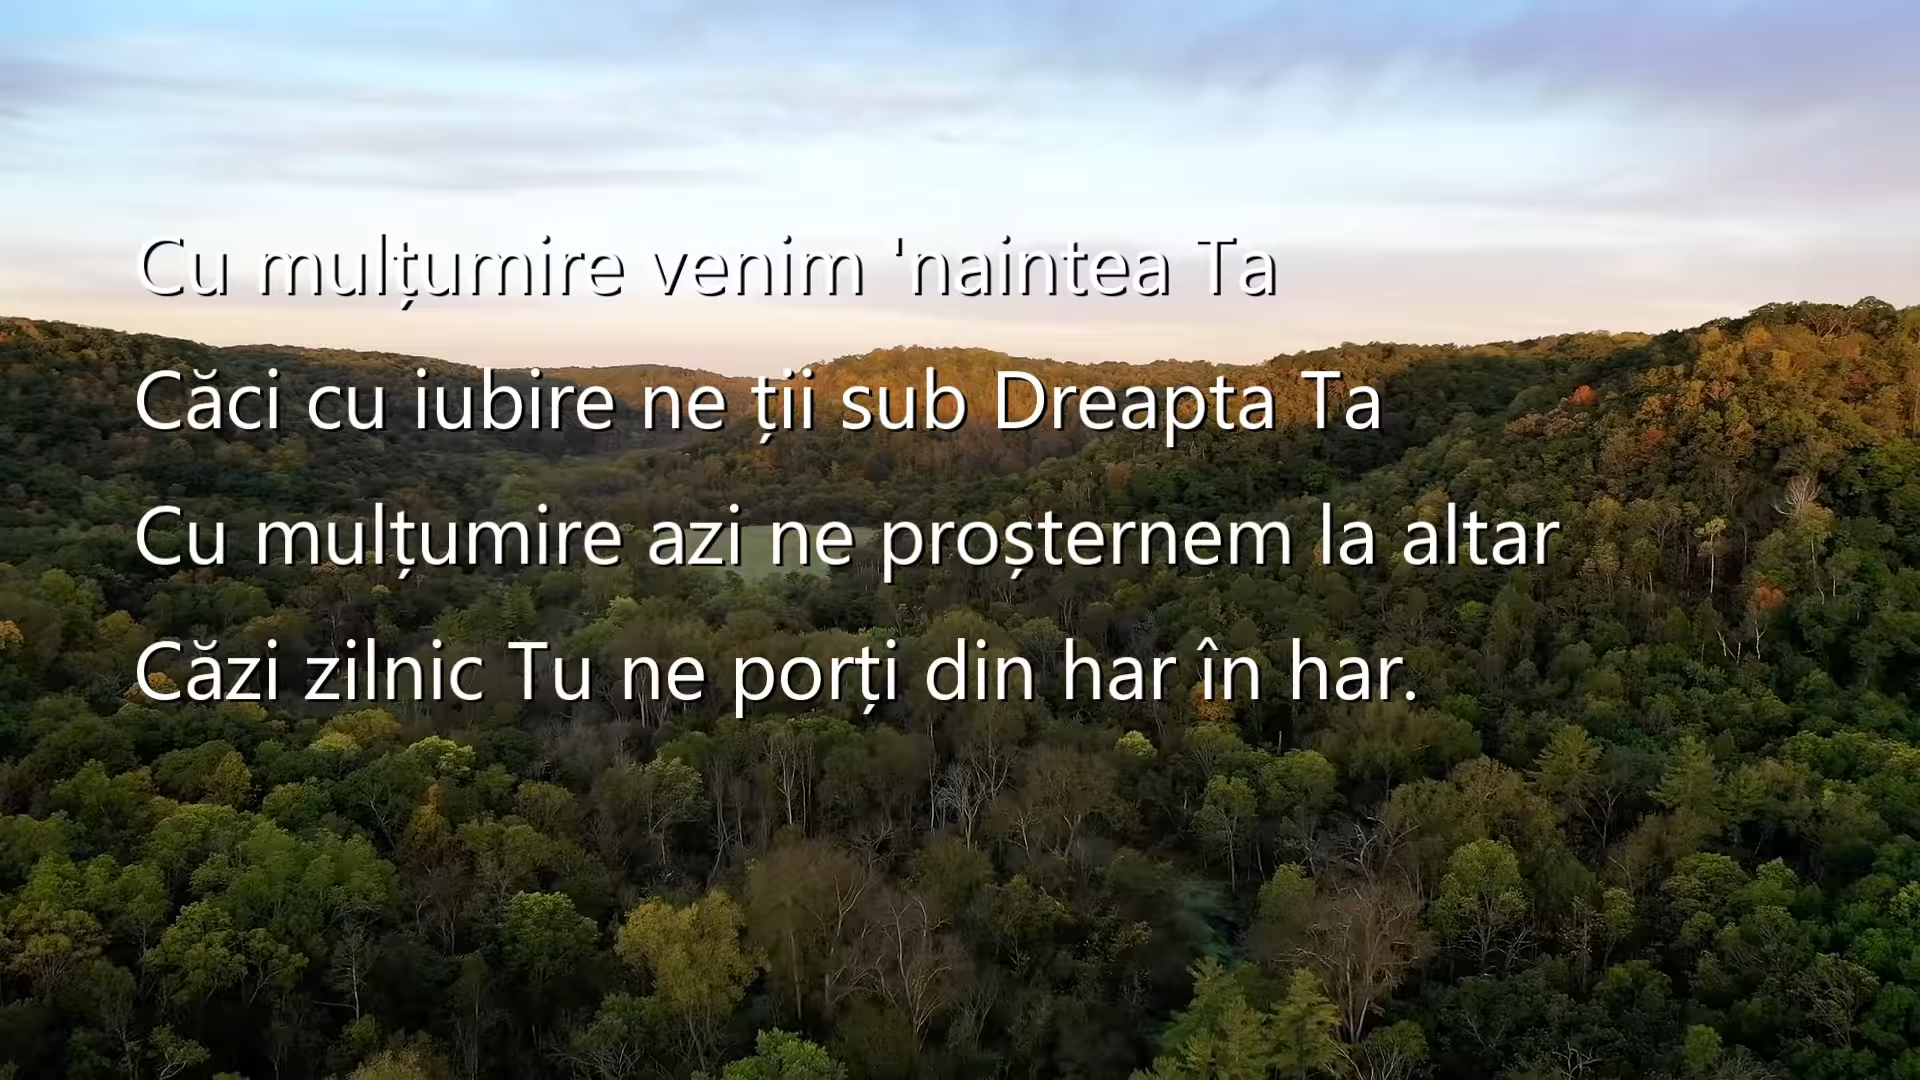 Cu mulțumire venim 'naintea Ta
Căci cu iubire ne ții sub Dreapta Ta
Cu mulțumire azi ne proșternem la altar
Căzi zilnic Tu ne porți din har în har.